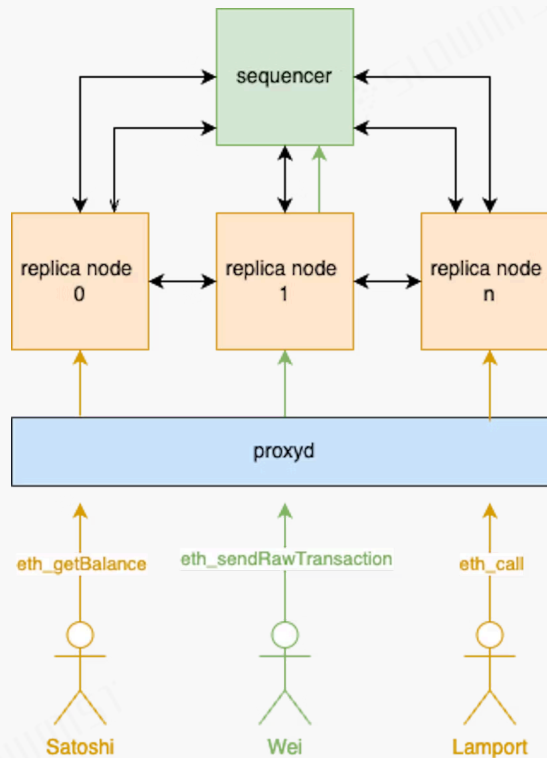 sequencer
replica node
0
replica node
1
replica node
n
proxyd
eth_getBalance
eth_sendRawTransaction
eth_call
Satoshi
Wei
Lamport